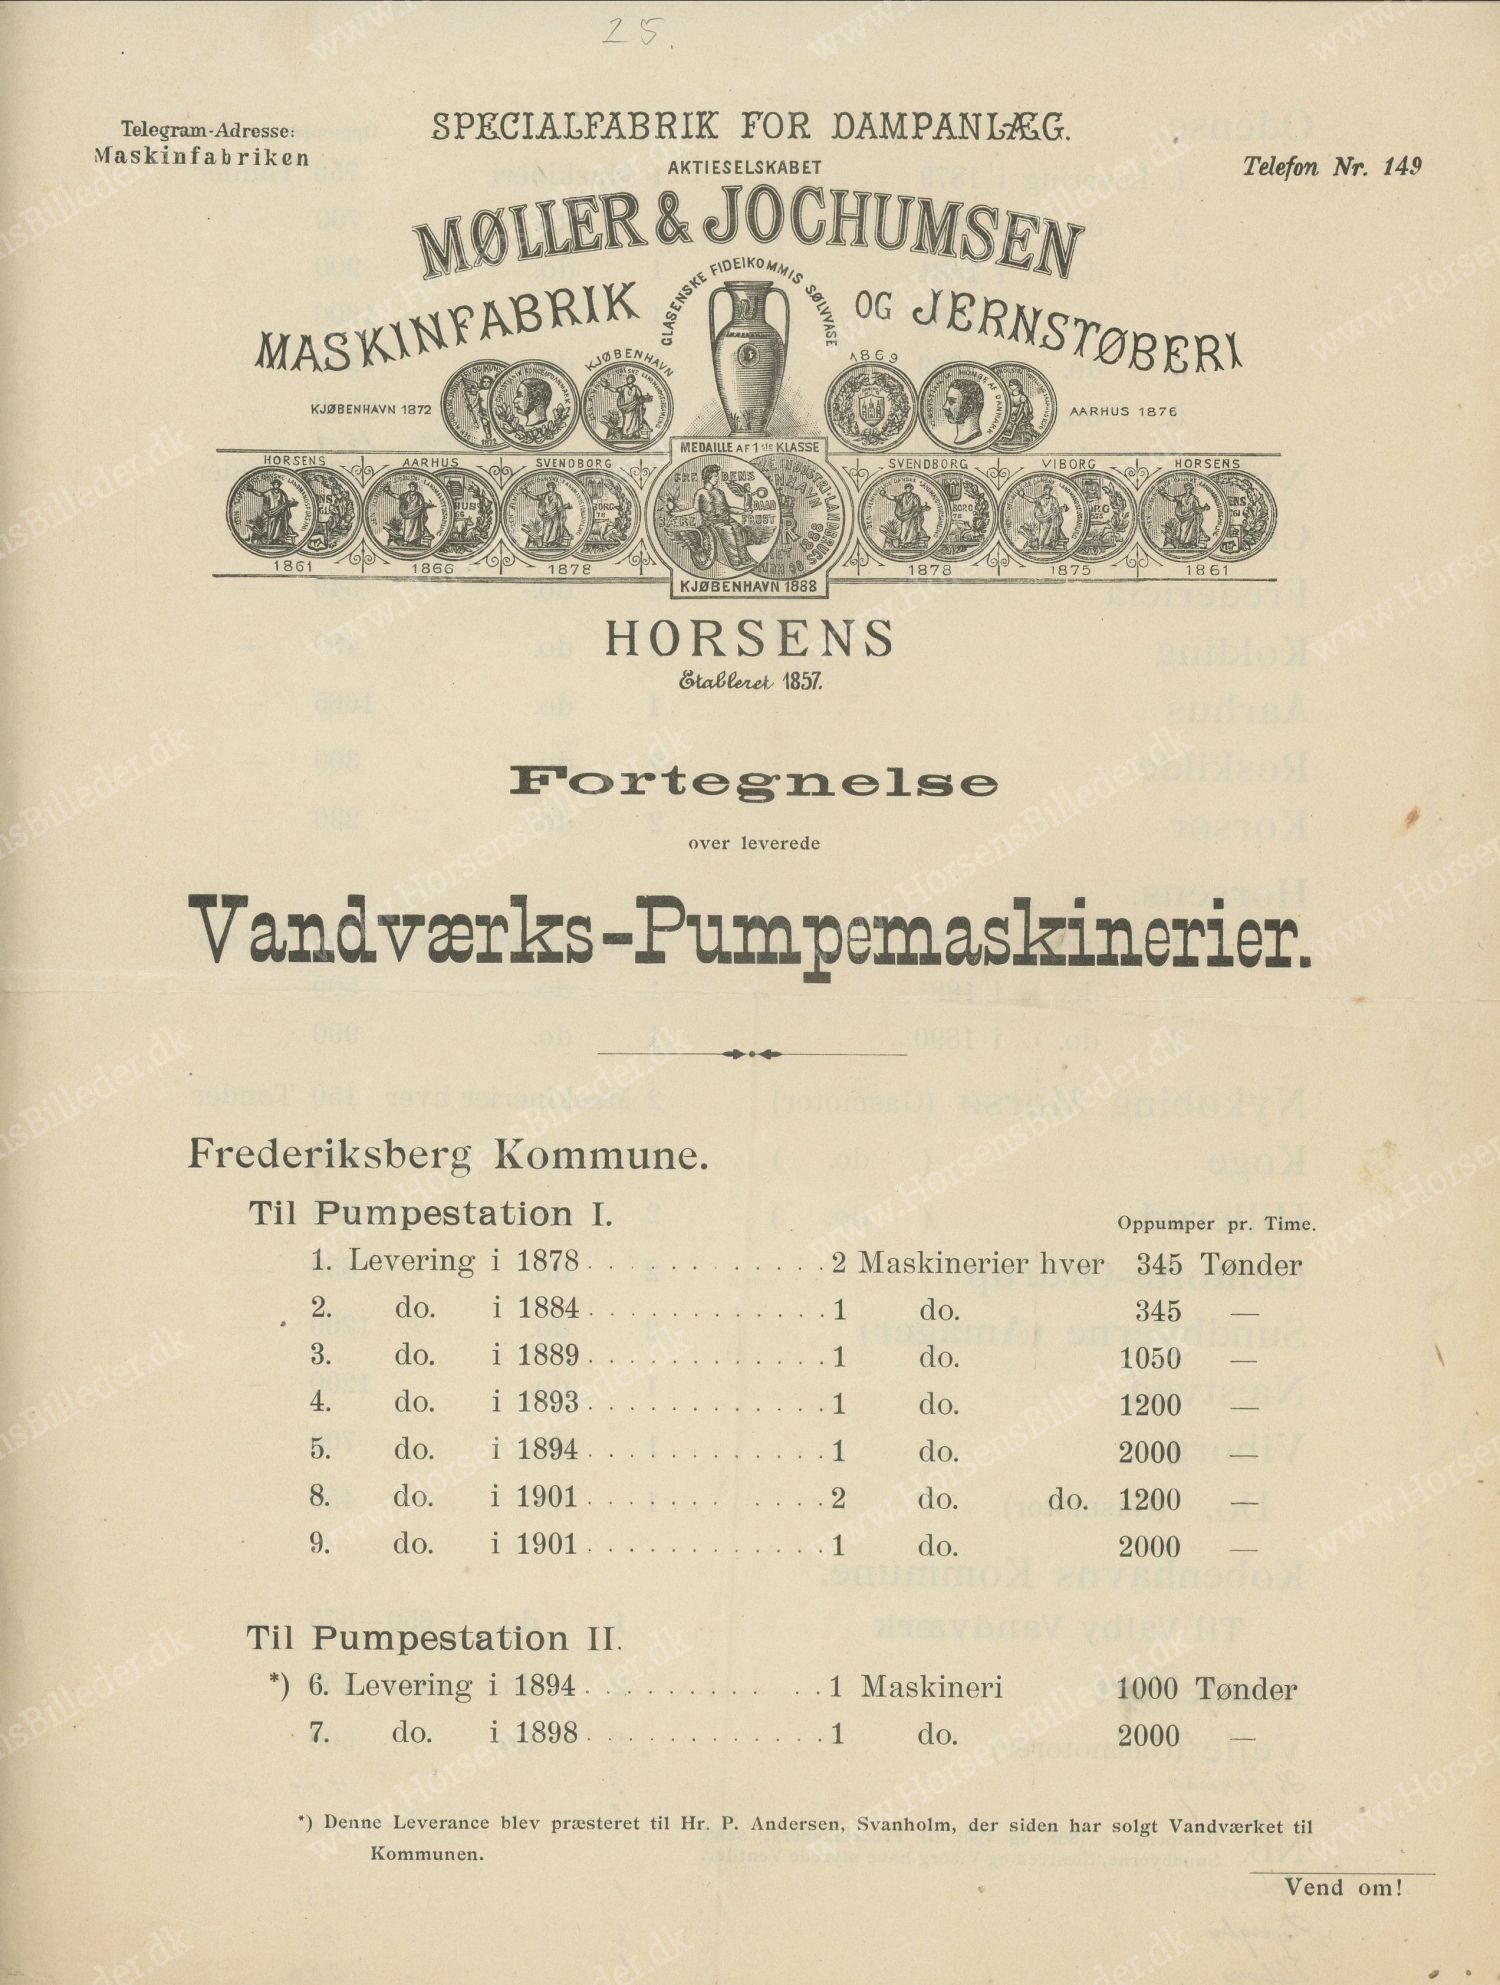 25.
Telegram-Adresse:
Maskinfabriken
SPECIALFABRIK FOR DAMPANLÆG.
Telefon Nr. 149
AKTIESELSKABET
MØLLER & JOCHUMSEN
GLASENSKE FIDEIKOMMIS SØLVVASE
MASKINFABRIK OG JERNSTØBERI
KJØBENHAVN 1869
KJØBENHAVN 1872 AARHUS 1876
MEDAILLE AF 1ste KLASSE
HORSENS AARHUS SVENDBORG SVENDBORG VIBORG HORSENS
1861 1866 1878 1878 1875 1861
KJØBENHAVN 1888
HORSENS
Etableret 1857.
Fortegnelse
over leverede
Vandværks-Pumpemaskinerier.
Frederiksberg Kommune.
Til Pumpestation I.
Oppumper pr. Time.
1. Levering i 1878 . . . . . . . . . . . . 2 Maskinerier hver 345 Tønder
2. do. i 1884 . . . . . . . . . . . . 1 do. 345 —
3. do. i 1889 . . . . . . . . . . . . 1 do. 1050 —
4. do. i 1893 . . . . . . . . . . . . 1 do. 1200 —
5. do. i 1894 . . . . . . . . . . . . 1 do. 2000 —
8. do. i 1901 . . . . . . . . . . . . 2 do. do. 1200 —
9. do. i 1901 . . . . . . . . . . . . 1 do. 2000 —
Til Pumpestation II.
*) 6. Levering i 1894 . . . . . . . . . . 1 Maskineri 1000 Tønder
7. do. i 1898 . . . . . . . . . . . . 1 do. 2000 —
*) Denne Leverance blev præsteret til Hr. P. Andersen, Svanholm, der siden har solgt Vandværket til
Kommunen.
Vend om!
www.HorsensBilleder.dk